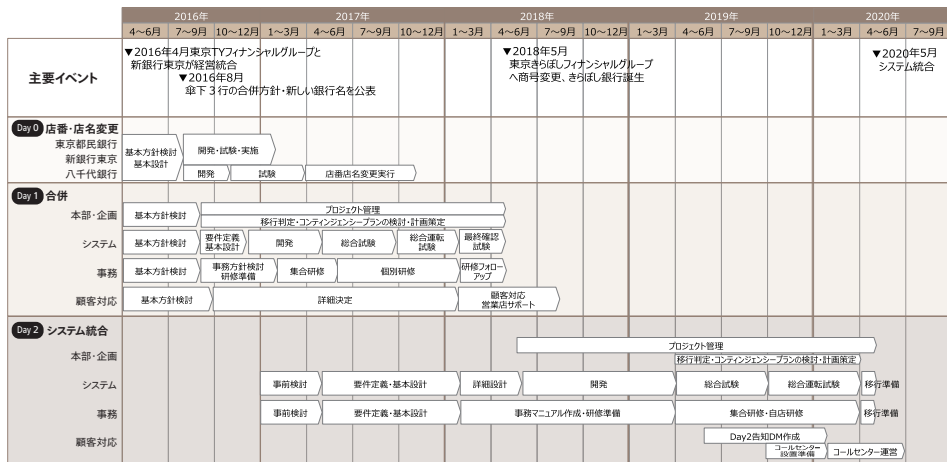 2016年 2017年 2018年 2019年 2020年
4～6月 7～9月 10～12月 1～3月 4～6月 7～9月 10～12月 1～3月 4～6月 7～9月 10～12月 1～3月 4～6月 7～9月 10～12月 1～3月 4～6月 7～9月
主要イベント
▼2016年4月東京TYフィナンシャルグループと
新銀行東京が経営統合
▼2016年8月
傘下３行の合併方針・新しい銀行名を公表
▼2018年5月
東京きらぼしフィナンシャルグループ
へ商号変更、きらぼし銀行誕生
▼2020年5月
システム統合
Day 0 店番・店名変更
東京都民銀行
新銀行東京
八千代銀行
基本方針検討
基本設計
開発・試験・実施
開発 試験 店番店名変更実行
Day 1 合併
本部・企画 基本方針検討
プロジェクト管理
移行判定・コンティンジェンシープランの検討・計画策定
システム 基本方針検討
要件定義
基本設計
開発 総合試験
総合運転
試験
最終確認
試験
事務 基本方針検討
事務方針検討
研修準備
集合研修 個別研修
研修フォロー
アップ
顧客対応 基本方針検討 詳細決定
顧客対応
営業店サポート
Day 2 システム統合
本部・企画
プロジェクト管理
移行判定・コンティンジェンシープランの検討・計画策定
システム 事前検討 要件定義・基本設計 詳細設計 開発 総合試験 総合運転試験 移行準備
事務 事前検討 要件定義・基本設計 事務マニュアル作成・研修準備 集合研修・自店研修 移行準備
顧客対応
Day2告知DM作成
コールセンター
設置準備
コールセンター運営